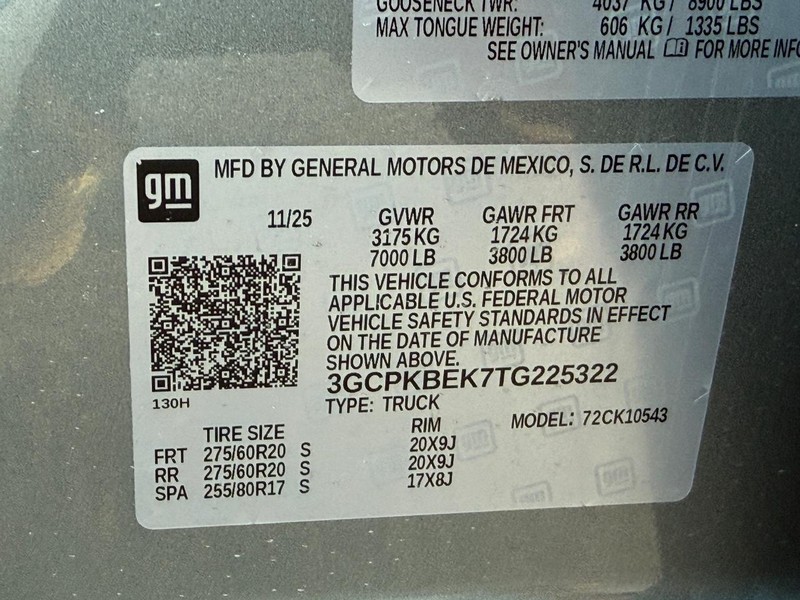 GOOSENECK TWR: 4037 KG / 8900 LBS
MAX TONGUE WEIGHT: 606 KG / 1335 LBS
SEE OWNER'S MANUAL FOR MORE INFO
gm
MFD BY GENERAL MOTORS DE MEXICO, S. DE R.L. DE C.V.
11/25 GVWR GAWR FRT GAWR RR
3175 KG 1724 KG 1724 KG
7000 LB 3800 LB 3800 LB
THIS VEHICLE CONFORMS TO ALL
APPLICABLE U.S. FEDERAL MOTOR
VEHICLE SAFETY STANDARDS IN EFFECT
ON THE DATE OF MANUFACTURE
SHOWN ABOVE.
3GCPKBEK7TG225322
130H
TYPE: TRUCK
TIRE SIZE RIM MODEL: 72CK10543
FRT 275/60R20 S 20X9J
RR 275/60R20 S 20X9J
SPA 255/80R17 S 17X8J